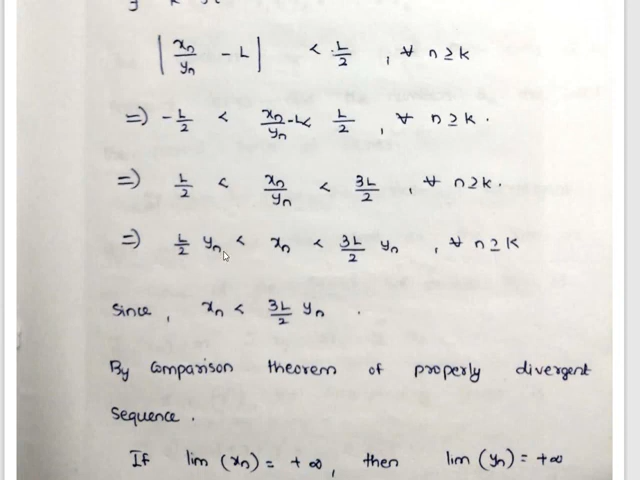 ∃ k
| xn/yn - L | < L/2 , ∀ n ≥ k
=) - L/2 < xn/yn - L < L/2 , ∀ n ≥ k .
=) L/2 < xn/yn < 3L/2 , ∀ n ≥ k .
=) L/2 yn < xn < 3L/2 yn , ∀ n ≥ k
Since, xn < 3L/2 yn .
By Comparison theorem of properly divergent
Sequence .
If lim (xn) = + ∞ , then lim (yn) = + ∞